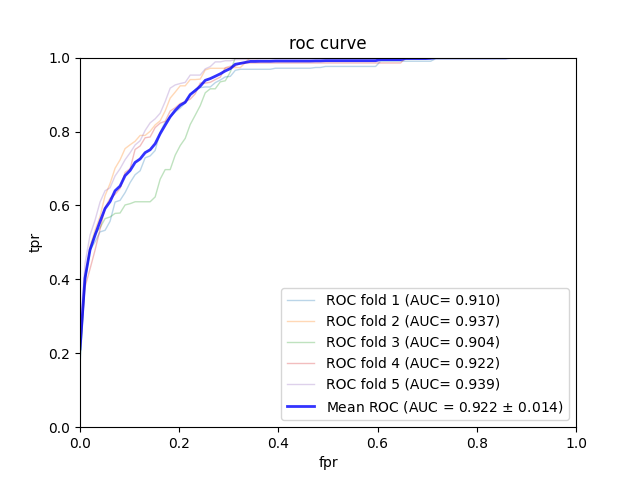 roc curve
tpr
1.0
0.8
0.6
0.4
0.2
0.0
ROC fold 1 (AUC= 0.910)
ROC fold 2 (AUC= 0.937)
ROC fold 3 (AUC= 0.904)
ROC fold 4 (AUC= 0.922)
ROC fold 5 (AUC= 0.939)
Mean ROC (AUC = 0.922 ± 0.014)
0.0 0.2 0.4 0.6 0.8 1.0
fpr